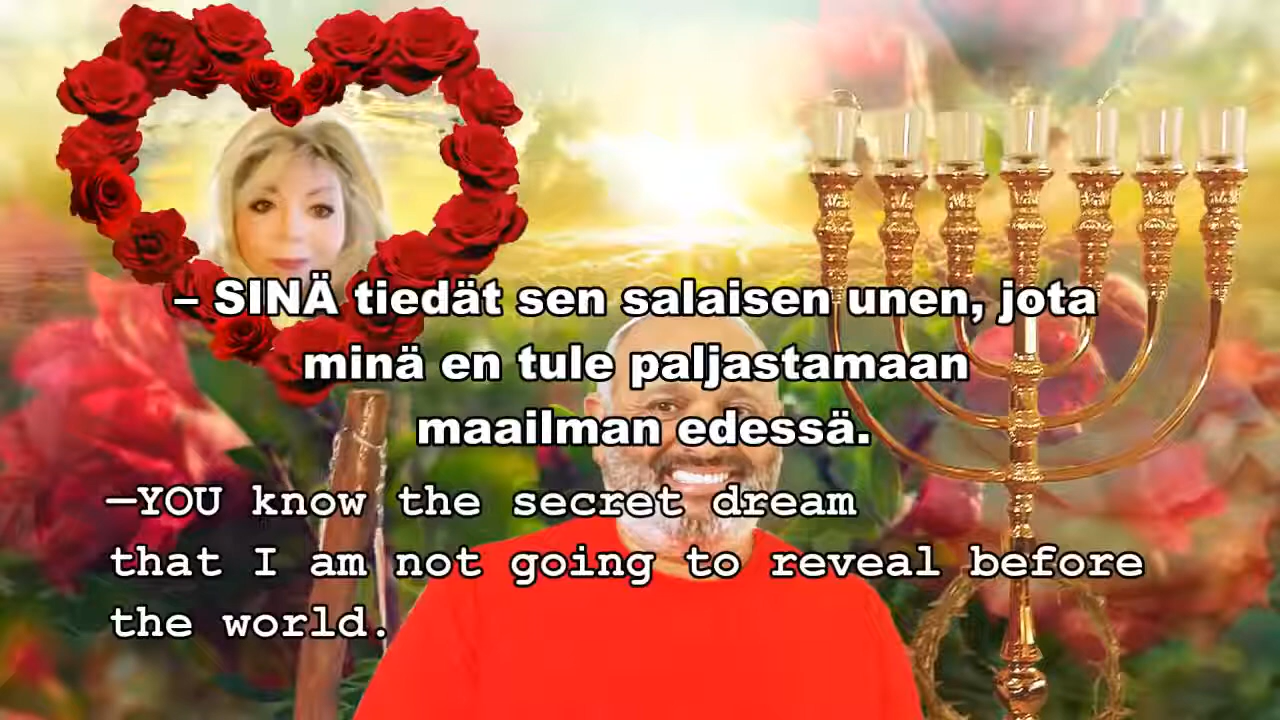 – SINÄ tiedät sen salaisen unen, jota
minä en tule paljastamaan
maailman edessä.
—YOU know the secret dream
that I am not going to reveal before
the world.